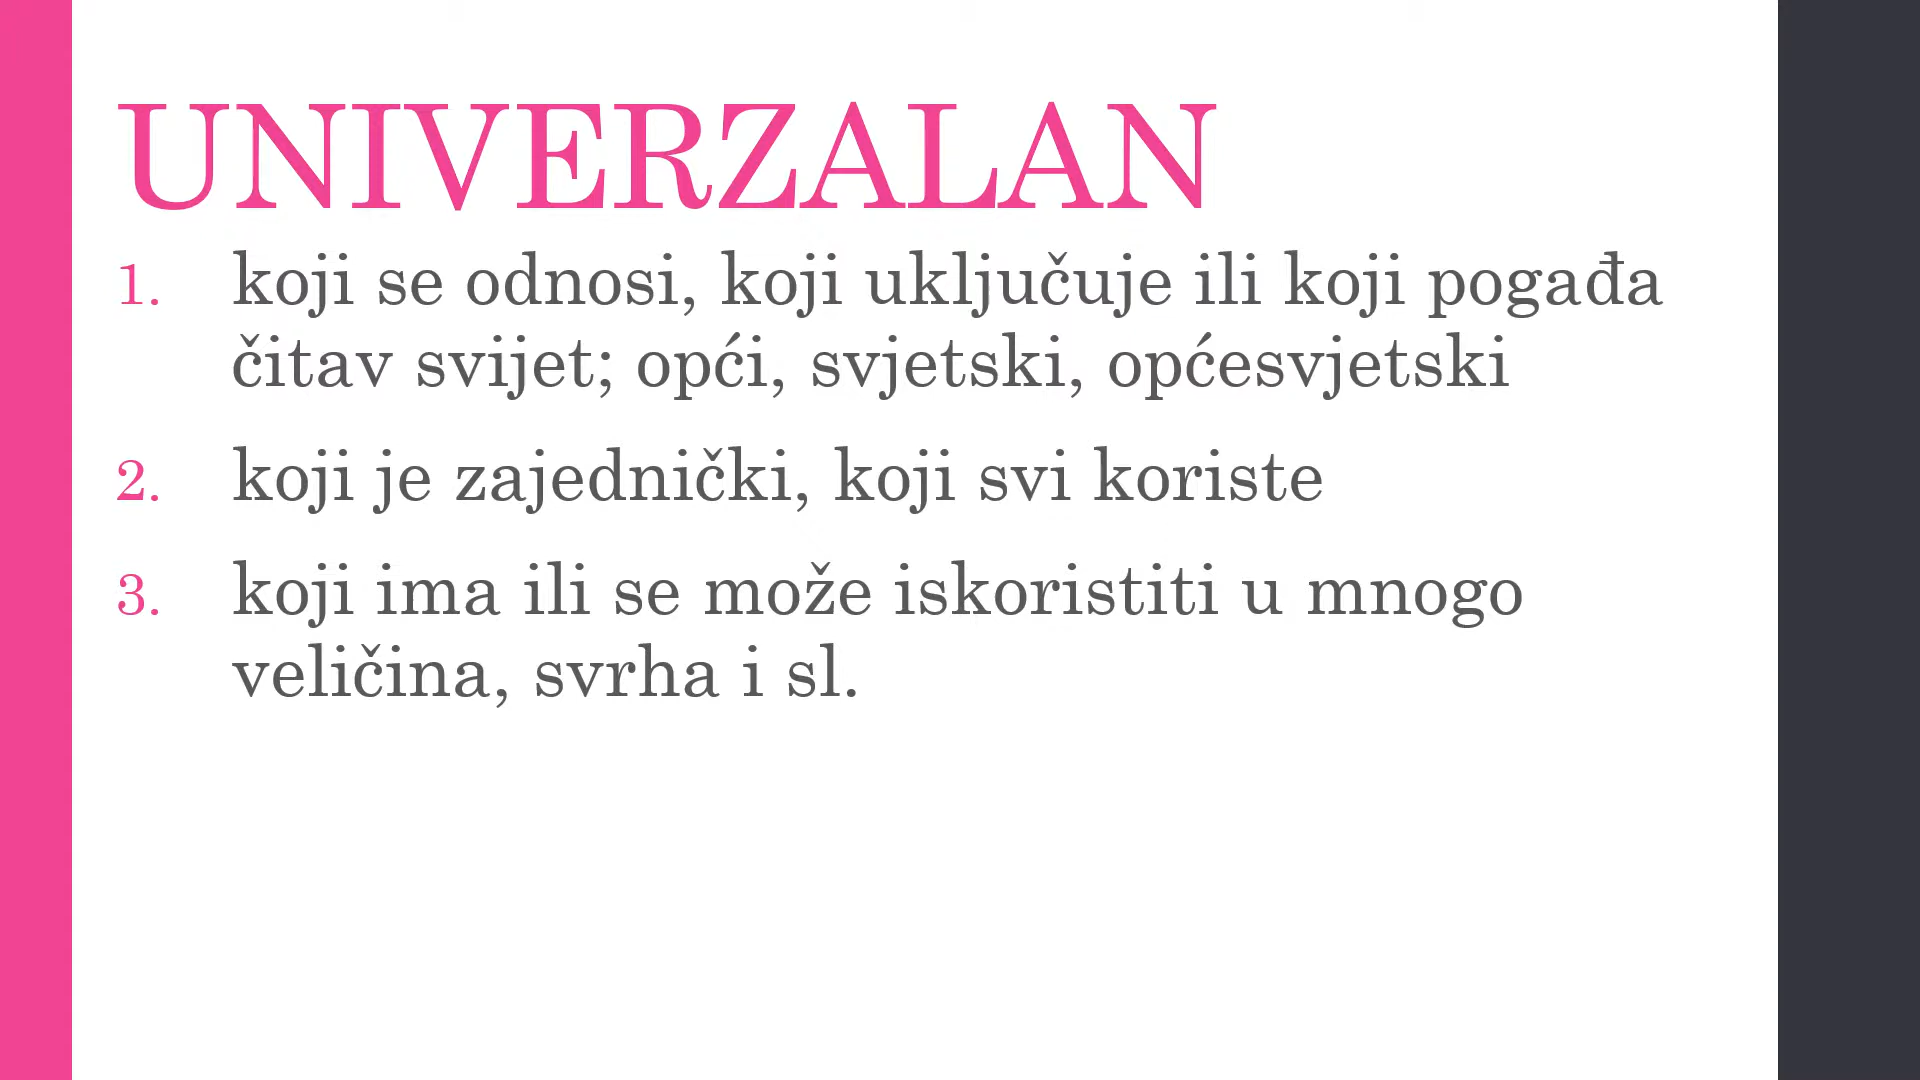 UNIVERZALAN
1. koji se odnosi, koji uključuje ili koji pogađa
čitav svijet; opći, svjetski, općesvjetski
2. koji je zajednički, koji svi koriste
3. koji ima ili se može iskoristiti u mnogo
veličina, svrha i sl.